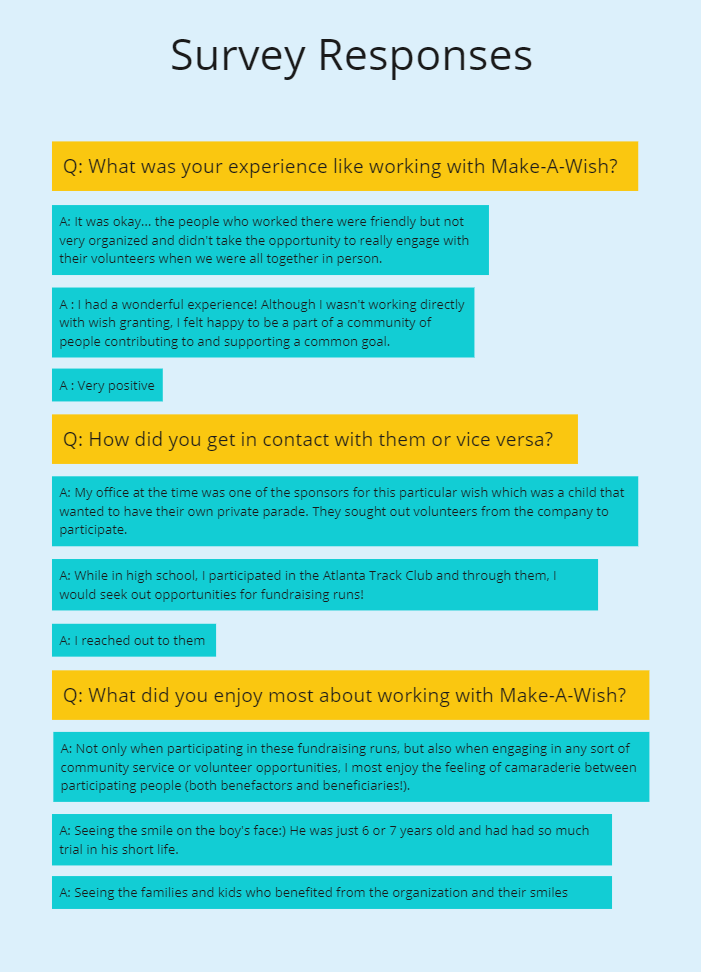 Survey Responses
Q: What was your experience like working with Make-A-Wish?
A: It was okay... the people who worked there were friendly but not
very organized and didn't take the opportunity to really engage with
their volunteers when we were all together in person.
A : I had a wonderful experience! Although I wasn't working directly
with wish granting, I felt happy to be a part of a community of
people contributing to and supporting a common goal.
A : Very positive
Q: How did you get in contact with them or vice versa?
A: My office at the time was one of the sponsors for this particular wish which was a child that
wanted to have their own private parade. They sought out volunteers from the company to
participate.
A: While in high school, I participated in the Atlanta Track Club and through them, I
would seek out opportunities for fundraising runs!
A: I reached out to them
Q: What did you enjoy most about working with Make-A-Wish?
A: Not only when participating in these fundraising runs, but also when engaging in any sort of
community service or volunteer opportunities, I most enjoy the feeling of camaraderie between
participating people (both benefactors and beneficiaries!).
A: Seeing the smile on the boy's face:) He was just 6 or 7 years old and had had so much
trial in his short life.
A: Seeing the families and kids who benefited from the organization and their smiles